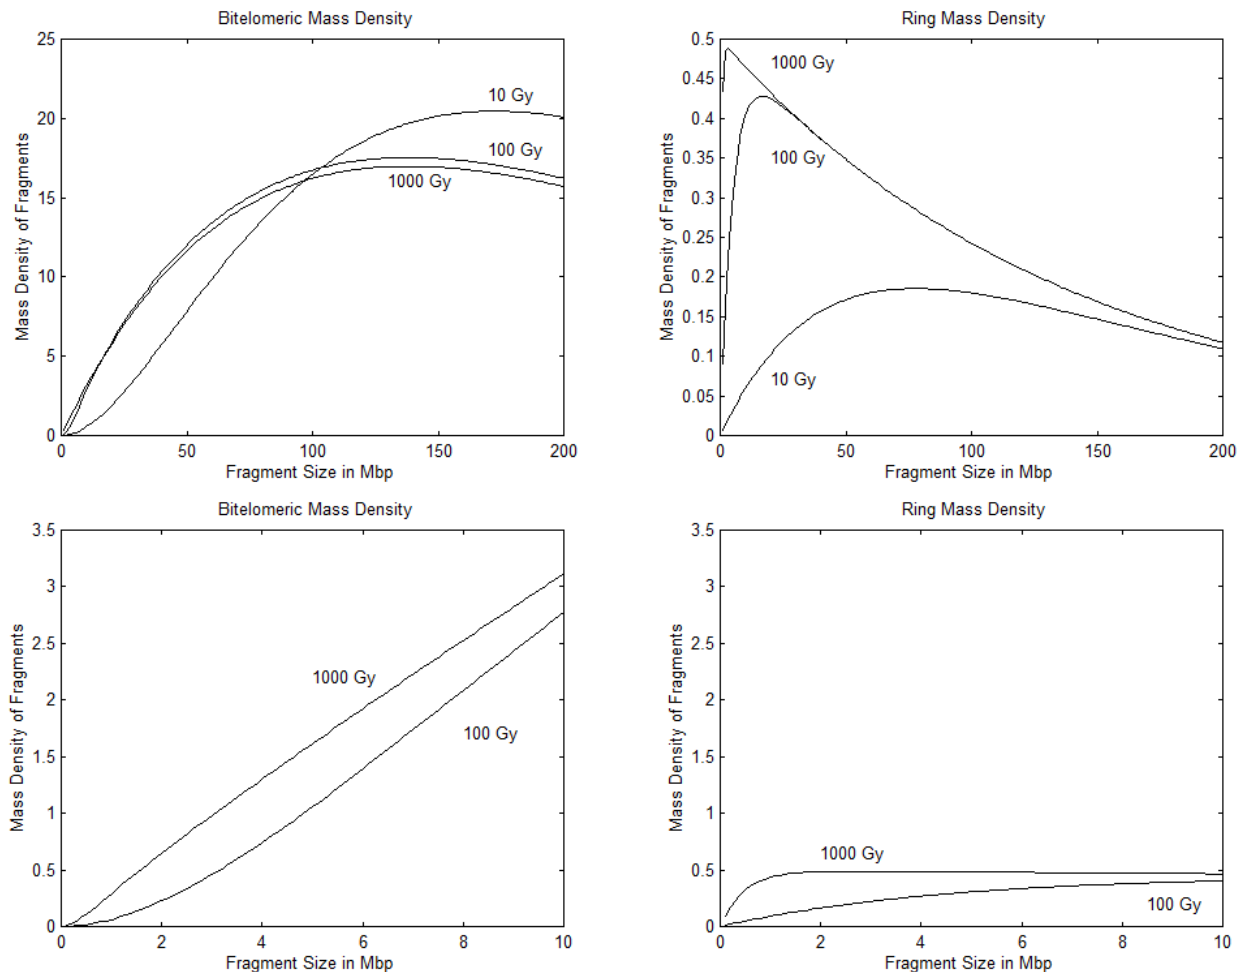 Bitelomeric Mass Density
25
20
15
10
5
0
Mass Density of Fragments
10 Gy
100 Gy
1000 Gy
0 50 100 150 200
Fragment Size in Mbp
Ring Mass Density
0.5
0.45
0.4
0.35
0.3
0.25
0.2
0.15
0.1
0.05
0
Mass Density of Fragments
1000 Gy
100 Gy
10 Gy
0 50 100 150 200
Fragment Size in Mbp
Bitelomeric Mass Density
3.5
3
2.5
2
1.5
1
0.5
0
Mass Density of Fragments
1000 Gy
100 Gy
0 2 4 6 8 10
Fragment Size in Mbp
Ring Mass Density
3.5
3
2.5
2
1.5
1
0.5
0
Mass Density of Fragments
1000 Gy
100 Gy
0 2 4 6 8 10
Fragment Size in Mbp